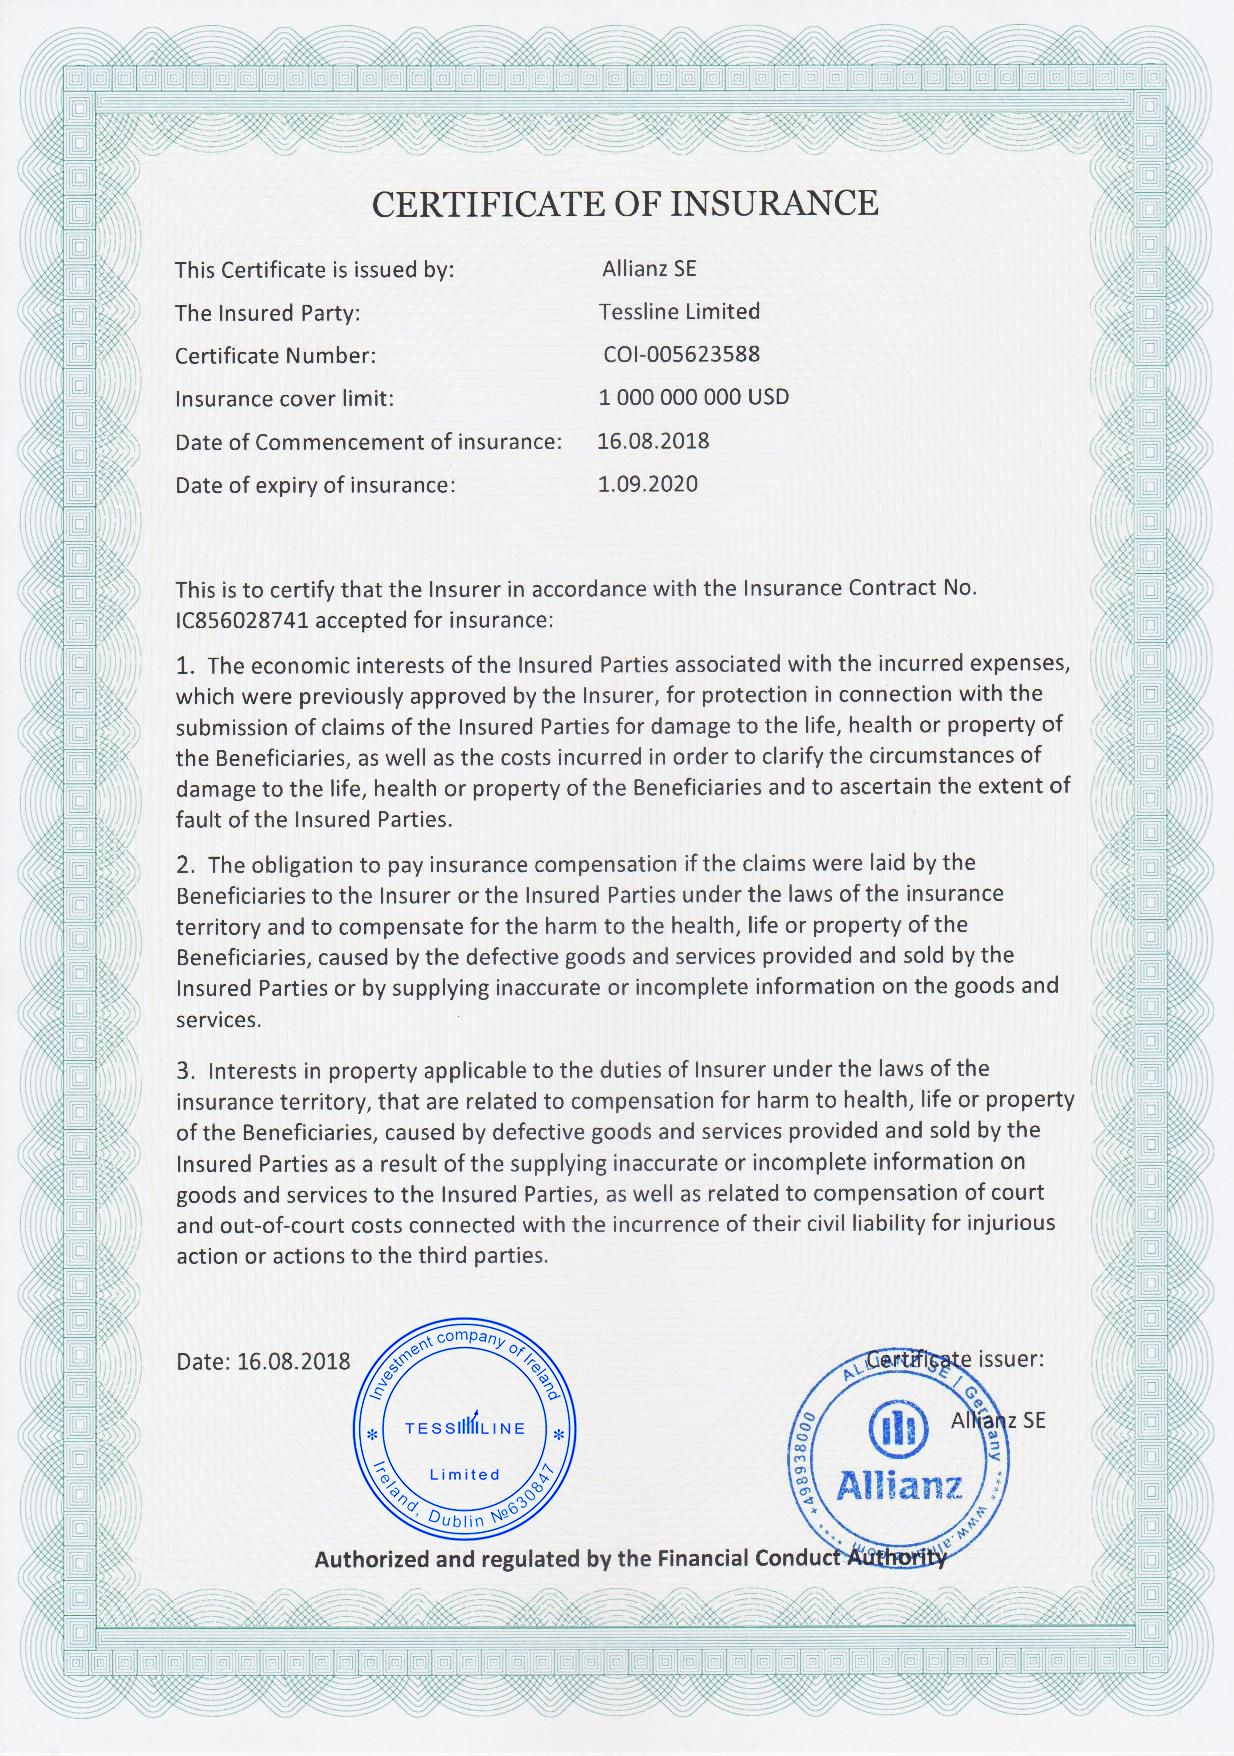 CERTIFICATE OF INSURANCE
This Certificate is issued by: Allianz SE
The Insured Party: Tessline Limited
Certificate Number: COI-005623588
Insurance cover limit: 1 000 000 000 USD
Date of Commencement of insurance: 16.08.2018
Date of expiry of insurance: 1.09.2020
This is to certify that the Insurer in accordance with the Insurance Contract No.
IC856028741 accepted for insurance:
1. The economic interests of the Insured Parties associated with the incurred expenses,
which were previously approved by the Insurer, for protection in connection with the
submission of claims of the Insured Parties for damage to the life, health or property of
the Beneficiaries, as well as the costs incurred in order to clarify the circumstances of
damage to the life, health or property of the Beneficiaries and to ascertain the extent of
fault of the Insured Parties.
2. The obligation to pay insurance compensation if the claims were laid by the
Beneficiaries to the Insurer or the Insured Parties under the laws of the insurance
territory and to compensate for the harm to the health, life or property of the
Beneficiaries, caused by the defective goods and services provided and sold by the
Insured Parties or by supplying inaccurate or incomplete information on the goods and
services.
3. Interests in property applicable to the duties of Insurer under the laws of the
insurance territory, that are related to compensation for harm to health, life or property
of the Beneficiaries, caused by defective goods and services provided and sold by the
Insured Parties as a result of the supplying inaccurate or incomplete information on
goods and services to the Insured Parties, as well as related to compensation of court
and out-of-court costs connected with the incurrence of their civil liability for injurious
action or actions to the third parties.
Date: 16.08.2018
Investment company of Ireland
TESSLINE
Limited
* Ireland, Dublin №630847 *
Certificate issuer:
Allianz SE
ALLIANZ SE | Germany **** www.allianz.com **** +498938000
Allianz
Authorized and regulated by the Financial Conduct Authority